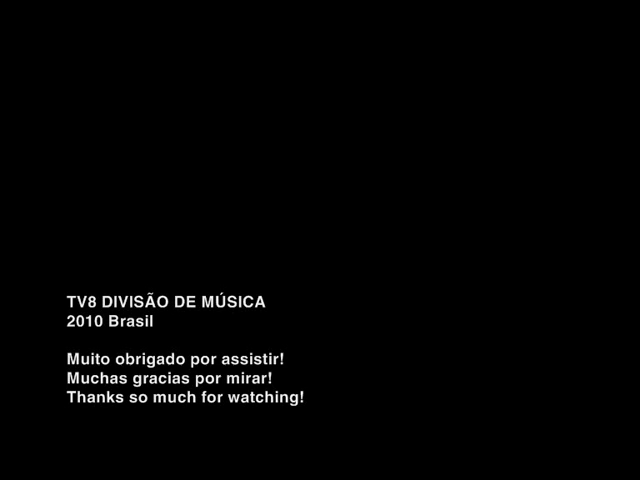 TV8 DIVISÃO DE MÚSICA
2010 Brasil
Muito obrigado por assistir!
Muchas gracias por mirar!
Thanks so much for watching!